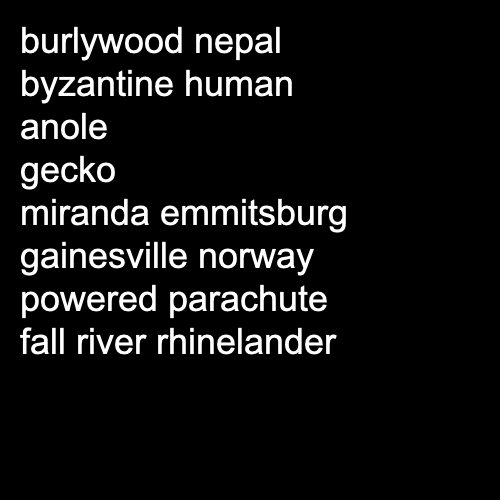 burlywood nepal
byzantine human
anole
gecko
miranda emmitsburg
gainesville norway
powered parachute
fall river rhinelander